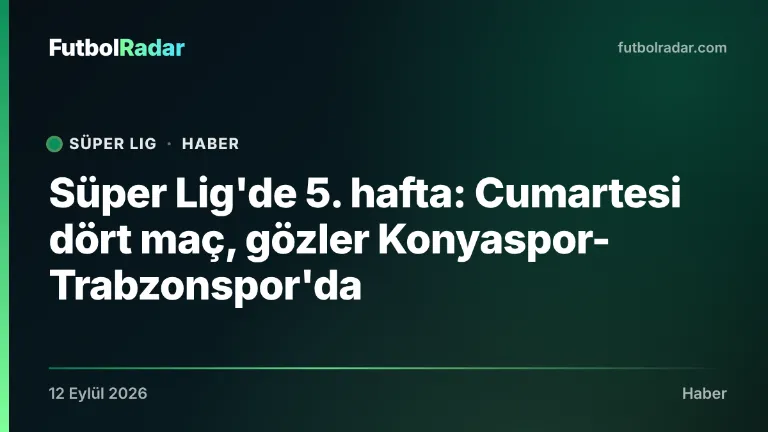 FutbolRadar
futbolradar.com
SÜPER LIG · HABER
Süper Lig'de 5. hafta: Cumartesi
dört maç, gözler Konyaspor-
Trabzonspor'da
12 Eylül 2026
Haber